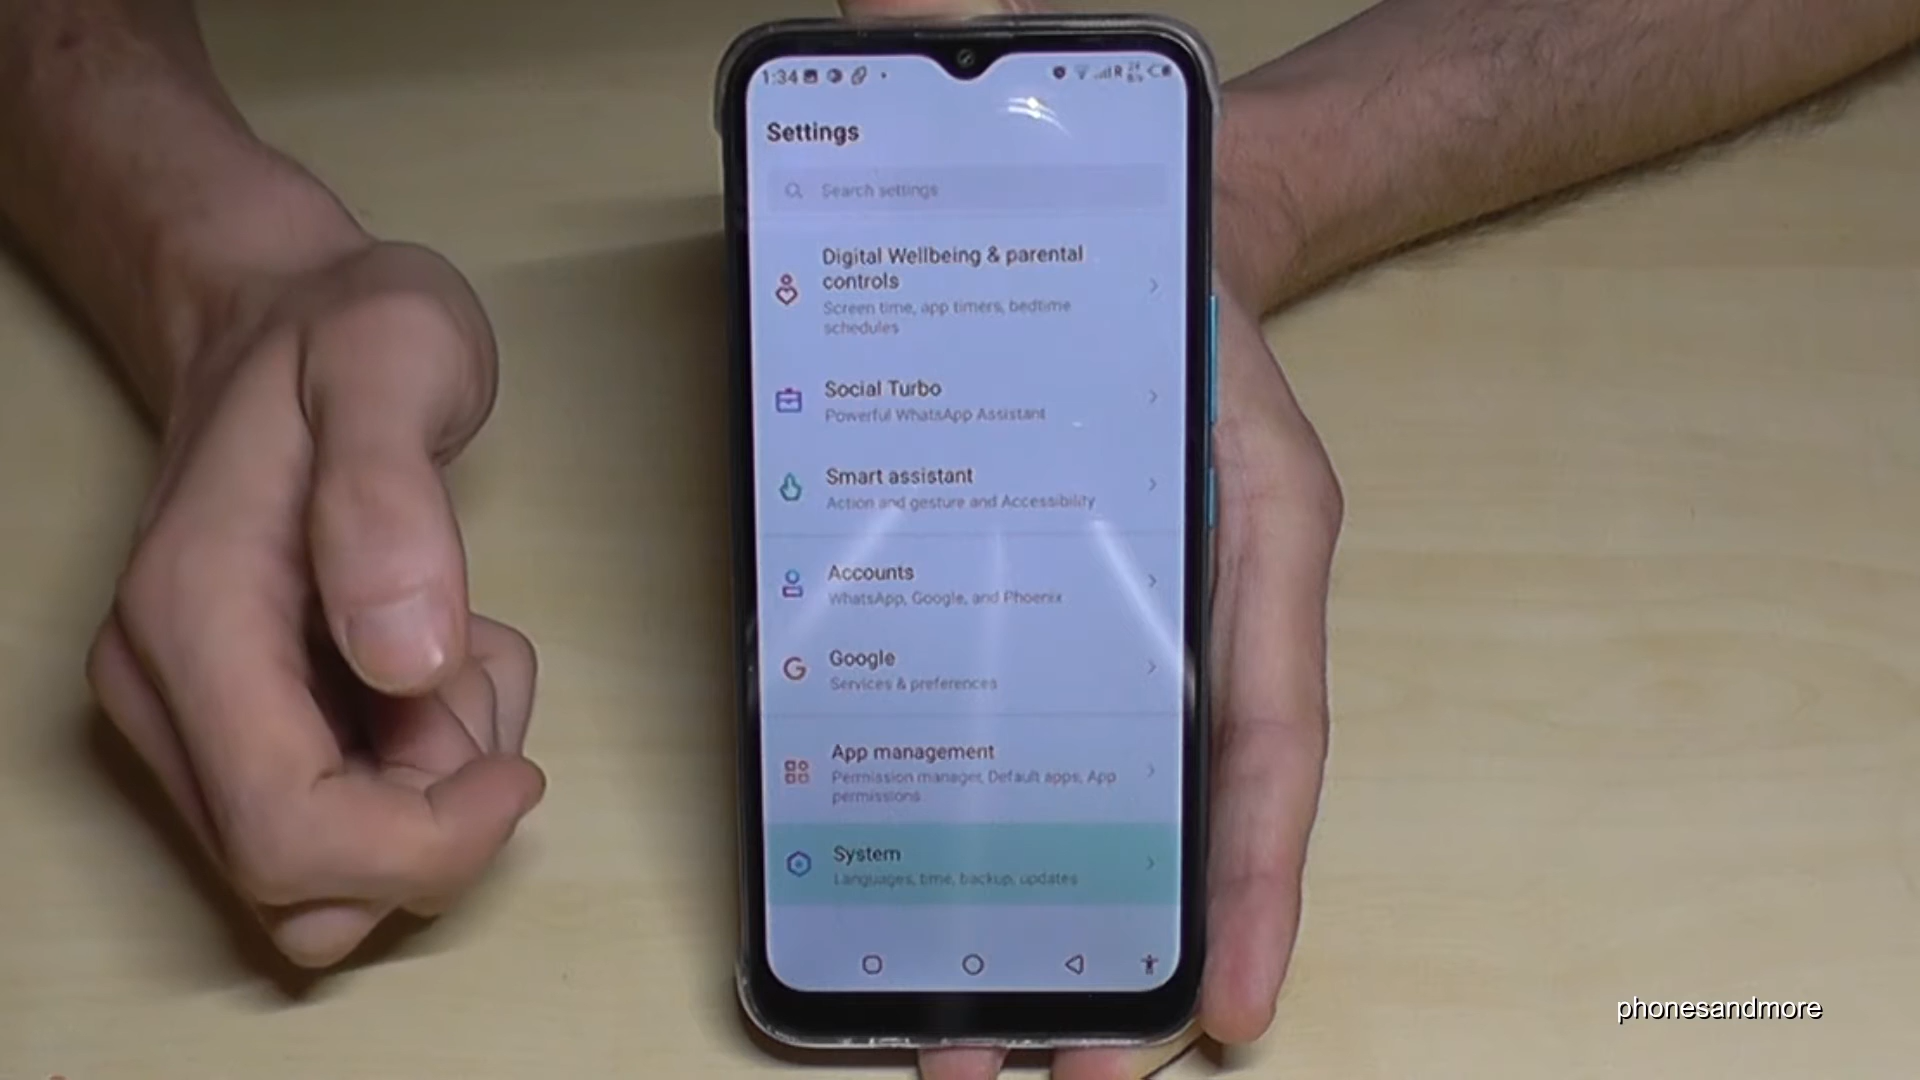 1:34
Settings
Search settings
Digital Wellbeing & parental
controls
Screen time, app timers, bedtime
schedules
Social Turbo
Powerful WhatsApp Assistant
Smart assistant
Action and gesture and Accessibility
Accounts
WhatsApp, Google, and Phoenix
Google
Services & preferences
App management
Permission manager, Default apps, App
permissions
System
Languages, time, backup, updates
phonesandmore